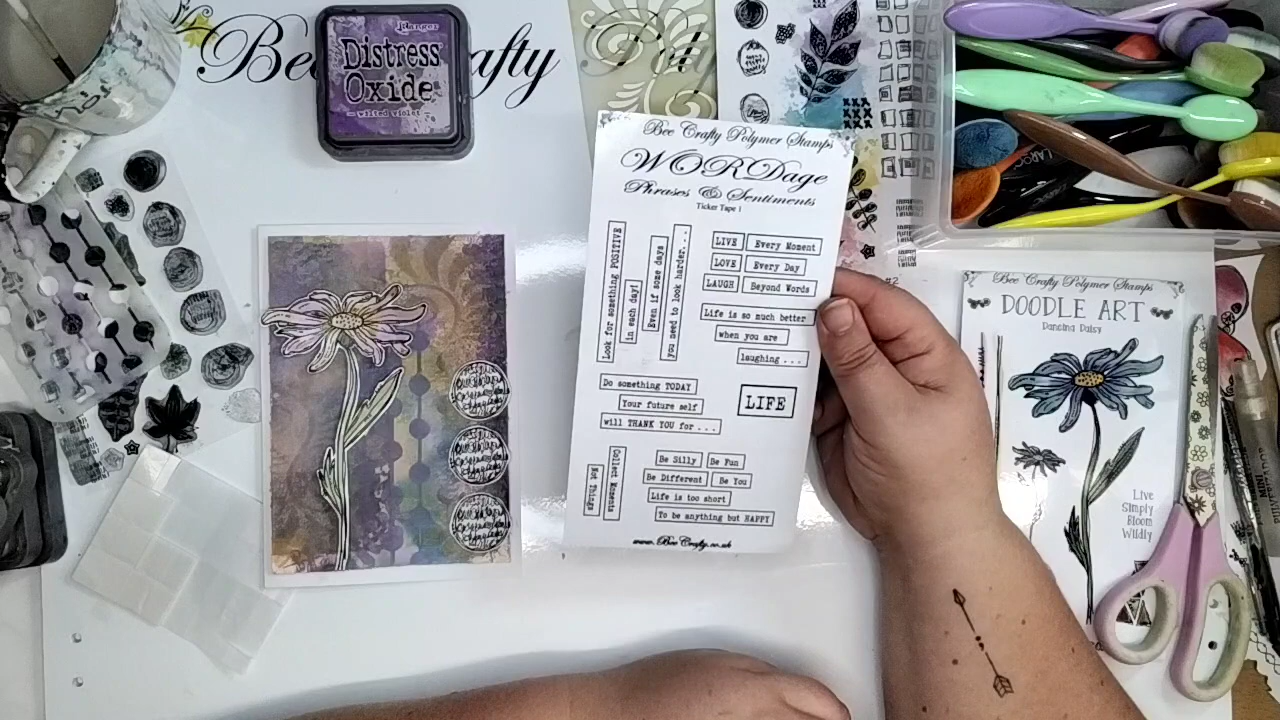 Bee Crafty Poly
Ranger
Distress
Oxide
wilted violet
Bee Crafty Polymer Stamps
WORDage
Phrases & Sentiments
Ticker Tape 1
Look for something POSITIVE
in each day!
Even if some days
you need to look harder...
LIVE Every Moment
LOVE Every Day
LAUGH Beyond Words
Life is so much better
when you are
laughing ...
Do something TODAY
Your future self
will THANK YOU for ...
LIFE
Collect Moments
Not Things
Be Silly Be Fun
Be Different Be You
Life is too short
To be anything but HAPPY
www.BeeCrafty.co.uk
#2
Bee Crafty Polymer Stamps
DOODLE ART
Dancing Daisy
Live
Simply
Bloom
Wildly